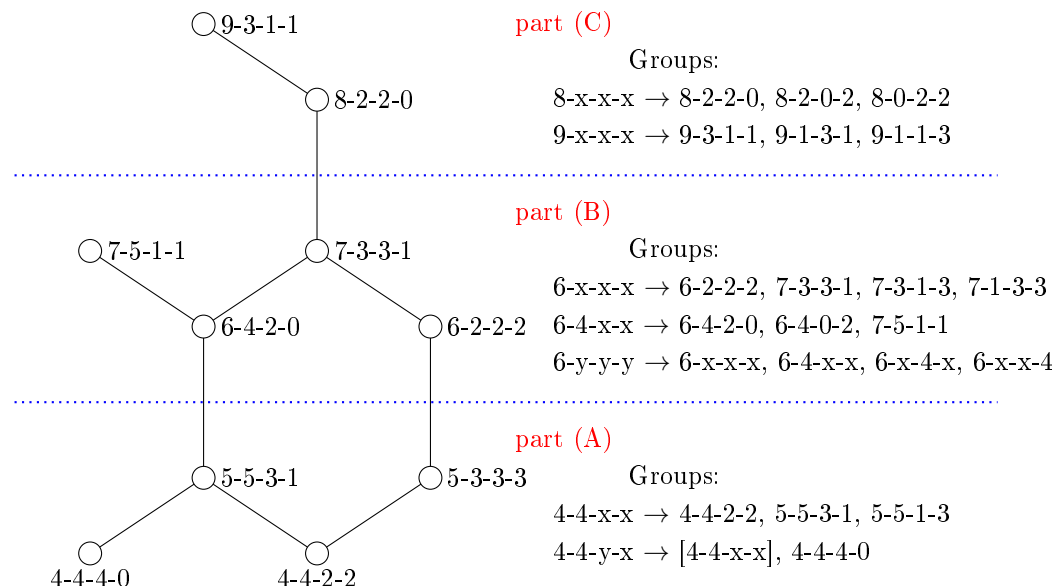 9-3-1-1
8-2-2-0
part (C)
Groups:
8-x-x-x → 8-2-2-0, 8-2-0-2, 8-0-2-2
9-x-x-x → 9-3-1-1, 9-1-3-1, 9-1-1-3
7-5-1-1
7-3-3-1
6-4-2-0
6-2-2-2
part (B)
Groups:
6-x-x-x → 6-2-2-2, 7-3-3-1, 7-3-1-3, 7-1-3-3
6-4-x-x → 6-4-2-0, 6-4-0-2, 7-5-1-1
6-y-y-y → 6-x-x-x, 6-4-x-x, 6-x-4-x, 6-x-x-4
5-5-3-1
5-3-3-3
4-4-4-0
4-4-2-2
part (A)
Groups:
4-4-x-x → 4-4-2-2, 5-5-3-1, 5-5-1-3
4-4-y-x → [4-4-x-x], 4-4-4-0